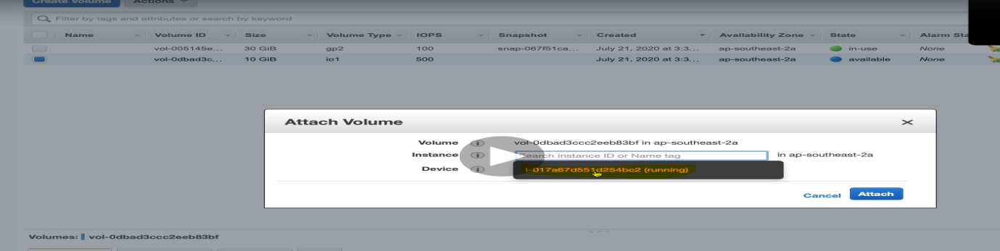 Create Volume Actions
Filter by tags and attributes or search by keyword
Name Volume ID Size Volume Type IOPS Snapshot Created Availability Zone State Alarm Sta
vol-005145e... 30 GiB gp2 100 snap-067f51ca... July 21, 2020 at 3:3... ap-southeast-2a in-use None
vol-0dbad3c... 10 GiB io1 500 July 21, 2020 at 3:3... ap-southeast-2a available None
Attach Volume
Volume vol-0dbad3ccc2eeb83bf in ap-southeast-2a
Instance Search instance ID or Name tag in ap-southeast-2a
Device i-017a67d551d254bc2 (running)
Cancel Attach
Volumes: vol-0dbad3ccc2eeb83bf